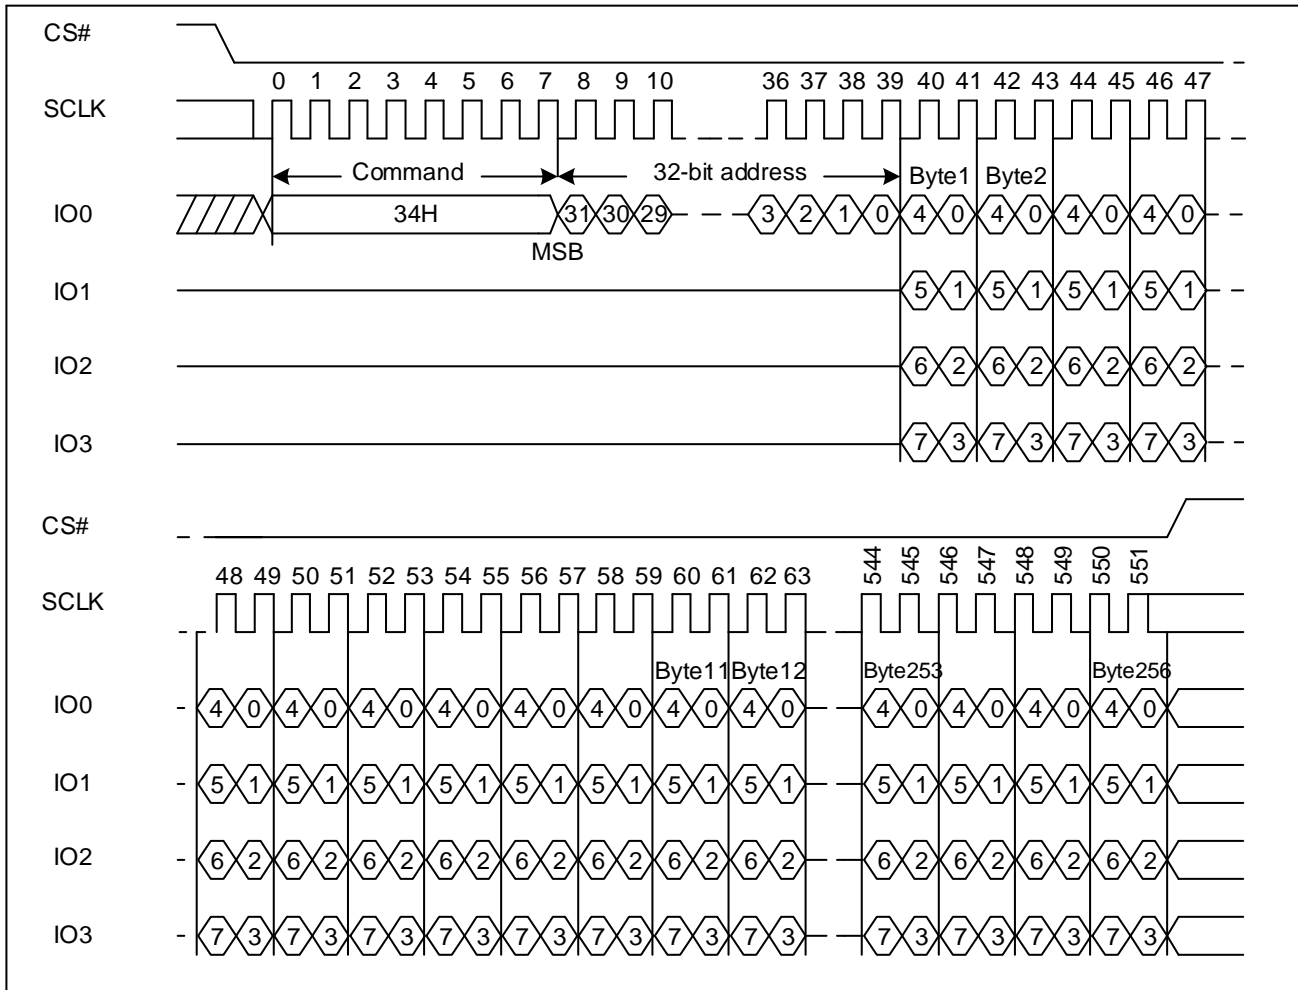 CS#
0 1 2 3 4 5 6 7 8 9 10 36 37 38 39 40 41 42 43 44 45 46 47
SCLK
Command 32-bit address Byte1 Byte2
IO0 34H 31 30 29 3 2 1 0 4 0 4 0 4 0 4 0
MSB
IO1 5 1 5 1 5 1 5 1
IO2 6 2 6 2 6 2 6 2
IO3 7 3 7 3 7 3 7 3
CS#
48 49 50 51 52 53 54 55 56 57 58 59 60 61 62 63 544 545 546 547 548 549 550 551
SCLK
Byte11 Byte12 Byte253 Byte256
IO0 4 0 4 0 4 0 4 0 4 0 4 0 4 0 4 0 4 0 4 0 4 0 4 0
IO1 5 1 5 1 5 1 5 1 5 1 5 1 5 1 5 1 5 1 5 1 5 1 5 1
IO2 6 2 6 2 6 2 6 2 6 2 6 2 6 2 6 2 6 2 6 2 6 2 6 2
IO3 7 3 7 3 7 3 7 3 7 3 7 3 7 3 7 3 7 3 7 3 7 3 7 3